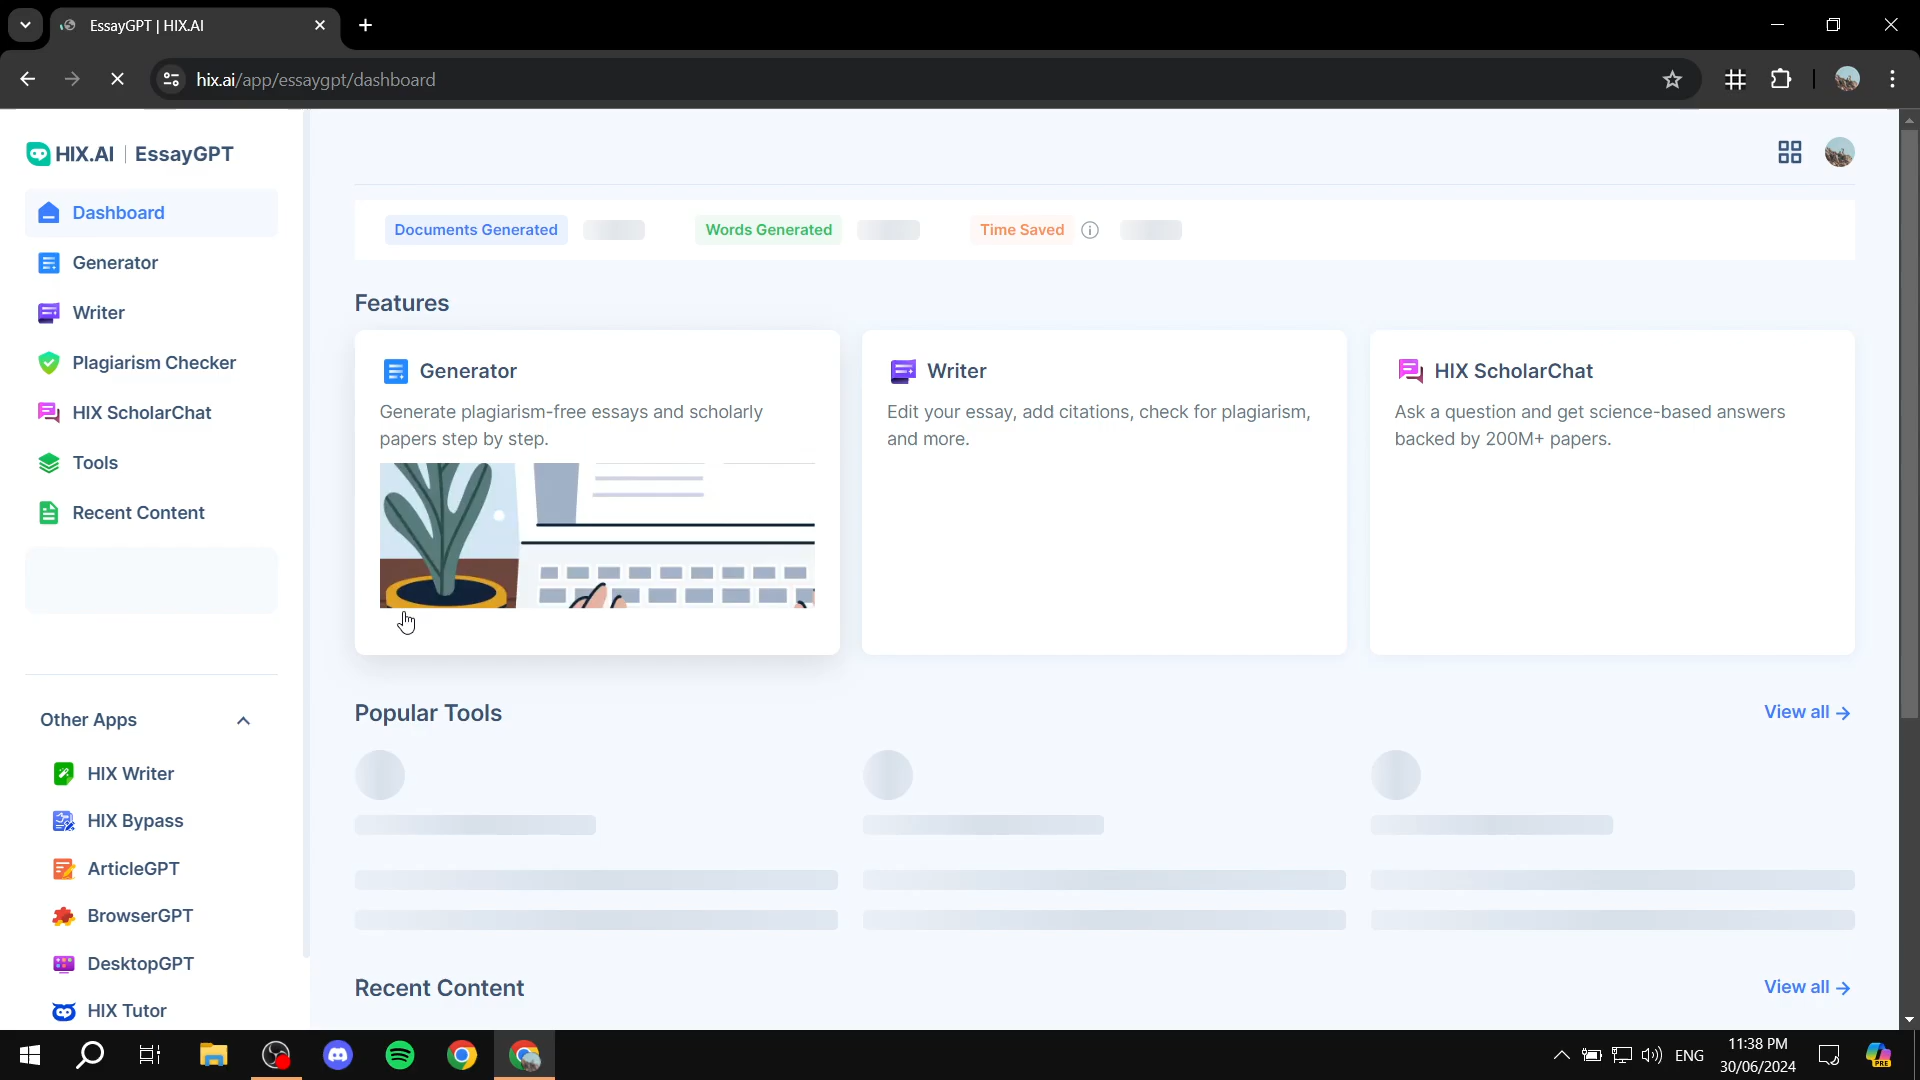 EssayGPT | HIX.AI
hix.ai/app/essaygpt/dashboard
HIX.AI | EssayGPT
Dashboard
Generator
Writer
Plagiarism Checker
HIX ScholarChat
Tools
Recent Content
Other Apps
HIX Writer
HIX Bypass
ArticleGPT
BrowserGPT
DesktopGPT
HIX Tutor
Documents Generated
Words Generated
Time Saved
Features
Generator
Generate plagiarism-free essays and scholarly
papers step by step.
Writer
Edit your essay, add citations, check for plagiarism,
and more.
HIX ScholarChat
Ask a question and get science-based answers
backed by 200M+ papers.
Popular Tools
View all
Recent Content
View all
ENG
11:38 PM
30/06/2024
PRE